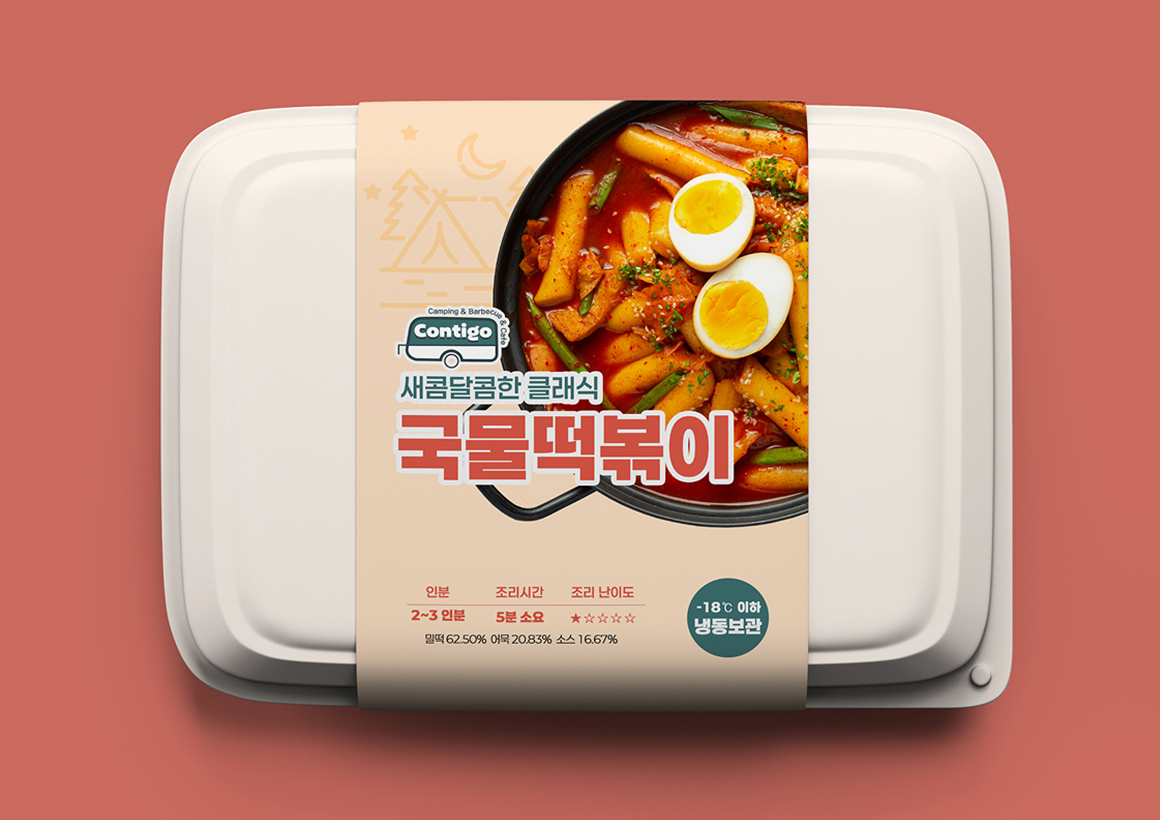 Camping & Barbecue & Cafe
Contigo
새콤달콤한 클래식
국물떡볶이
인분 조리시간 조리 난이도
2~3 인분 5분 소요 ★☆☆☆☆
밀떡 62.50% 어묵 20.83% 소스 16.67%
-18℃ 이하
냉동보관